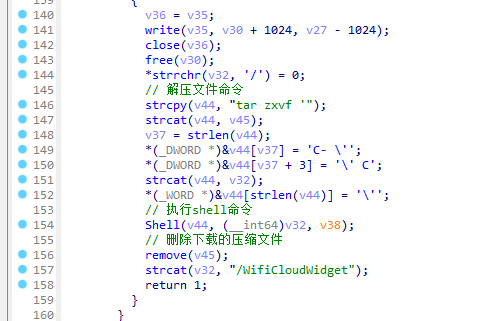 139 {
140 v36 = v35;
141 write(v35, v30 + 1024, v27 - 1024);
142 close(v36);
143 free(v30);
144 *strrchr(v32, '/') = 0;
145 // 解压文件命令
146 strcpy(v44, "tar zxvf '");
147 strcat(v44, v45);
148 v37 = strlen(v44);
149 *(_DWORD *)&v44[v37] = 'C- \'';
150 *(_DWORD *)&v44[v37 + 3] = '\' C';
151 strcat(v44, v32);
152 *(_WORD *)&v44[strlen(v44)] = '\'';
153 // 执行shell命令
154 Shell(v44, (__int64)v32, v38);
155 // 删除下载的压缩文件
156 remove(v45);
157 strcat(v32, "/WifiCloudWidget");
158 return 1;
159 }
160 }